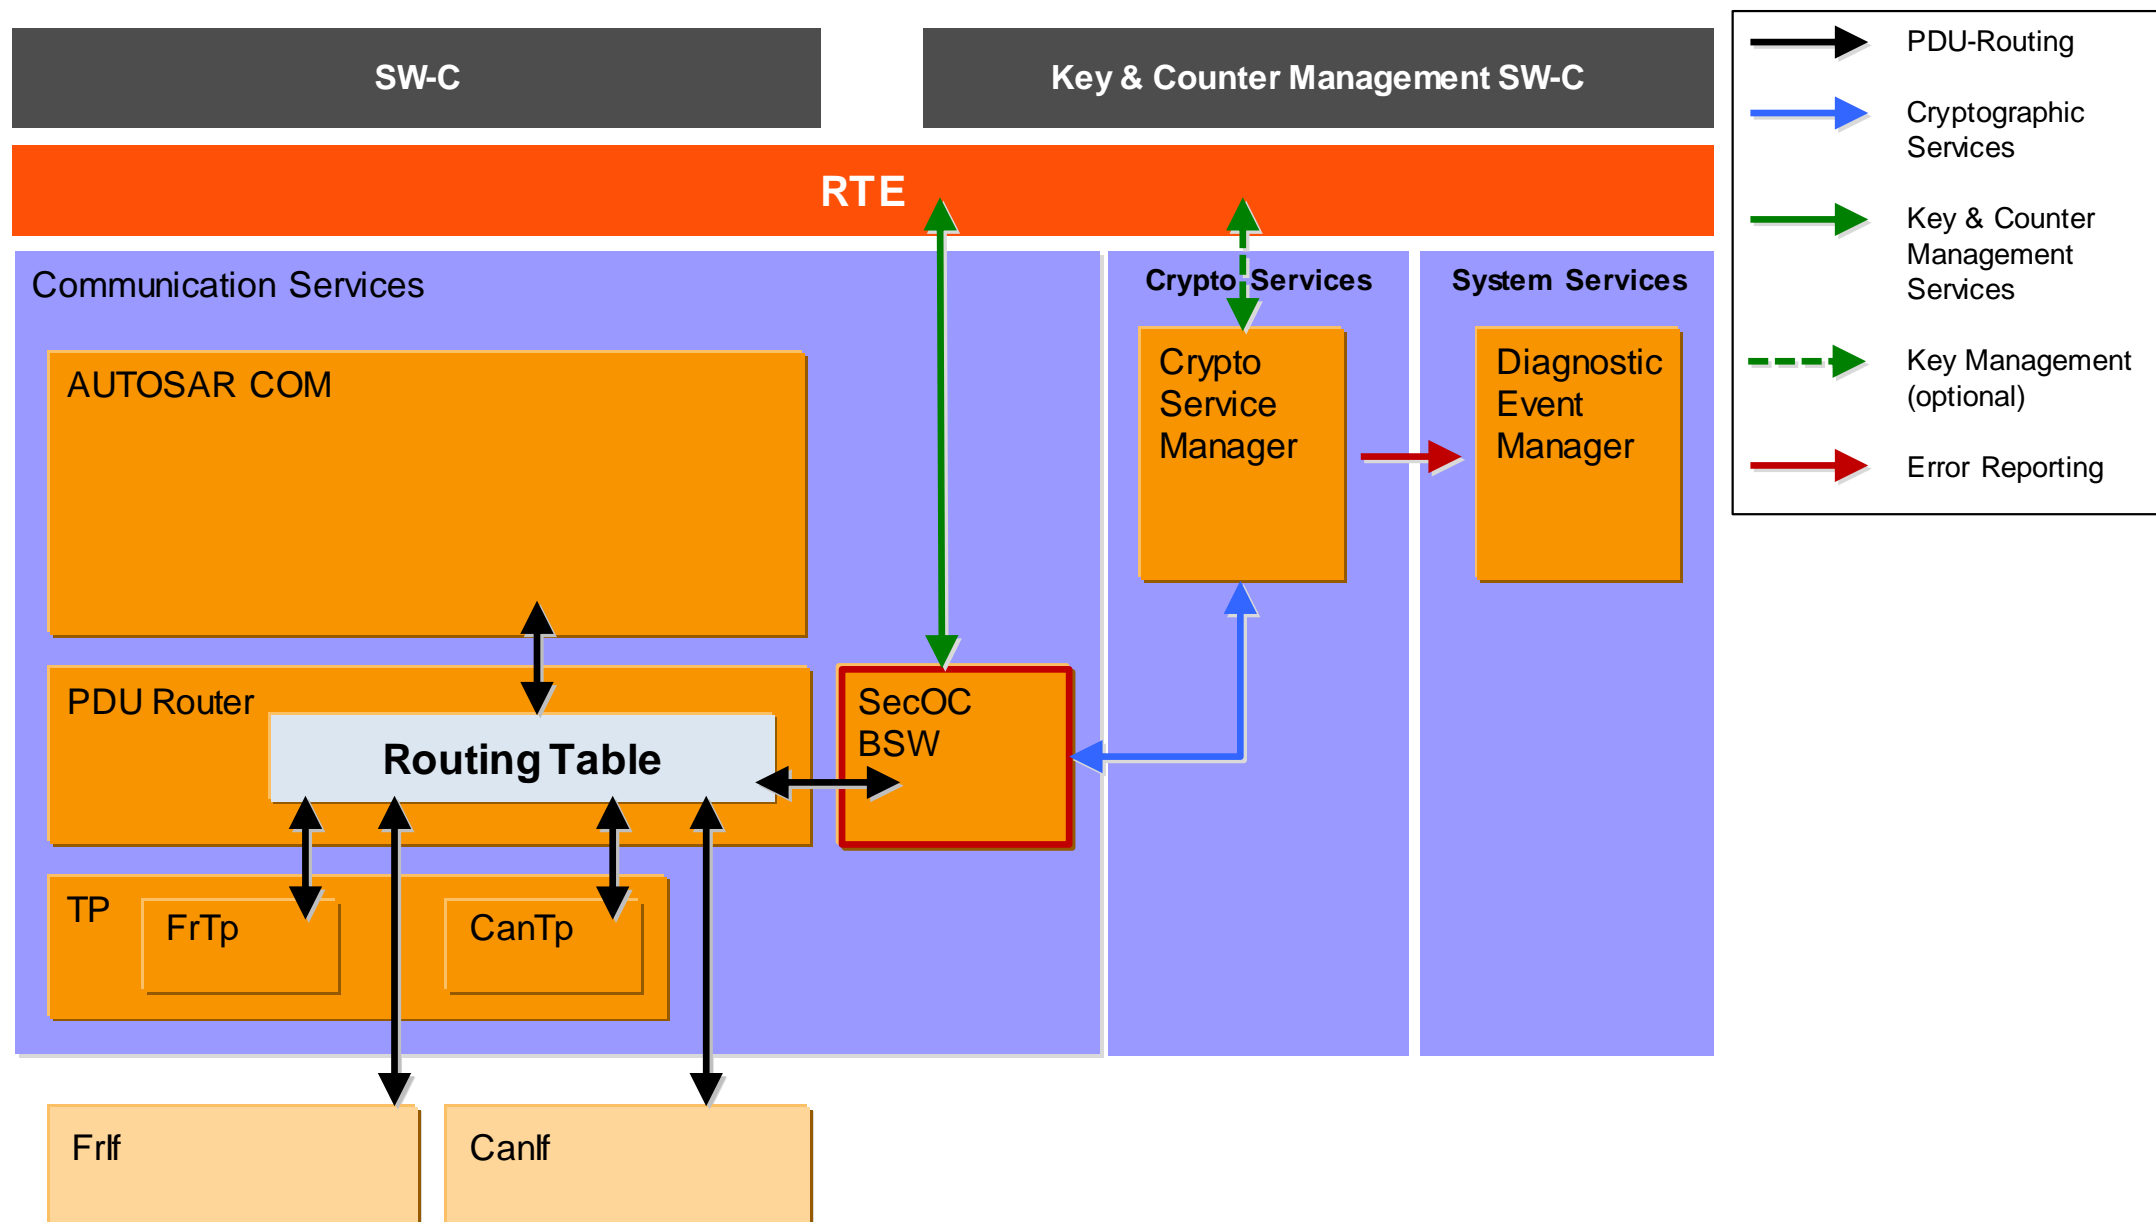 SW-C
Key & Counter Management SW-C
RTE
Communication Services
Crypto Services
System Services
AUTOSAR COM
Crypto
Service
Manager
Diagnostic
Event
Manager
PDU Router
Routing Table
SecOC
BSW
TP
FrTp
CanTp
FrIf
CanIf
PDU-Routing
Cryptographic
Services
Key & Counter
Management
Services
Key Management
(optional)
Error Reporting